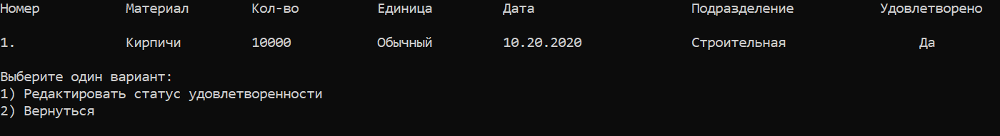 Номер Материал Кол-во Единица Дата Подразделение Удовлетворено
1. Кирпичи 10000 Обычный 10.20.2020 Строительная Да
Выберите один вариант:
1) Редактировать статус удовлетворенности
2) Вернуться